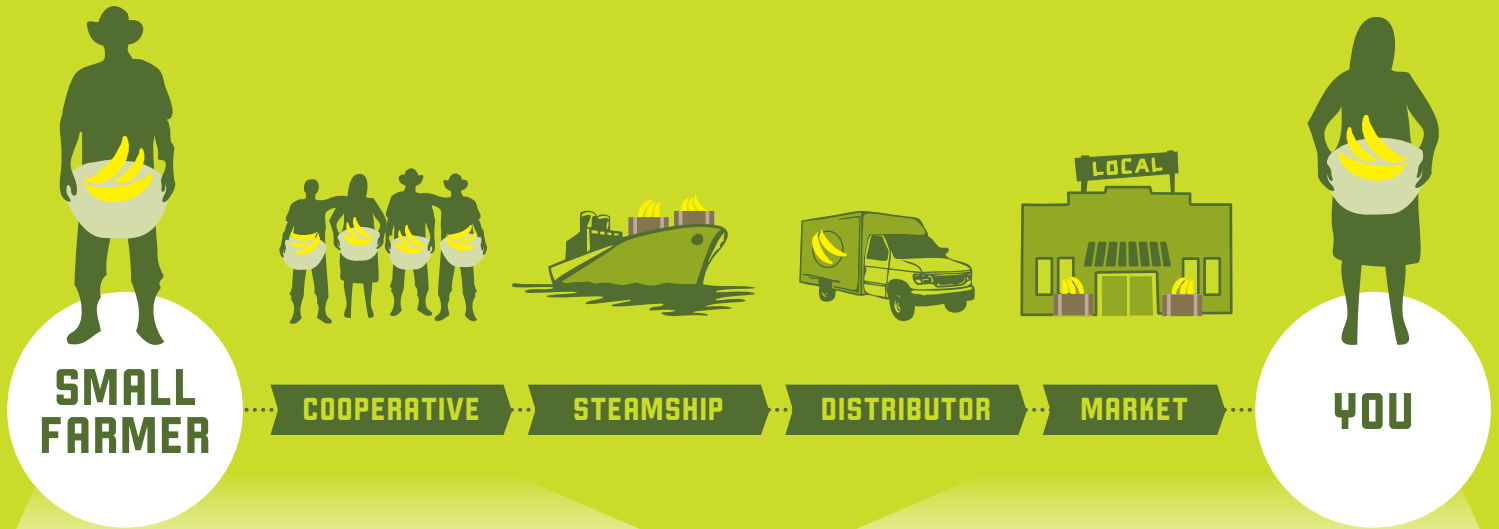 LOCAL
SMALL
FARMER
COOPERATIVE
STEAMSHIP
DISTRIBUTOR
MARKET
YOU